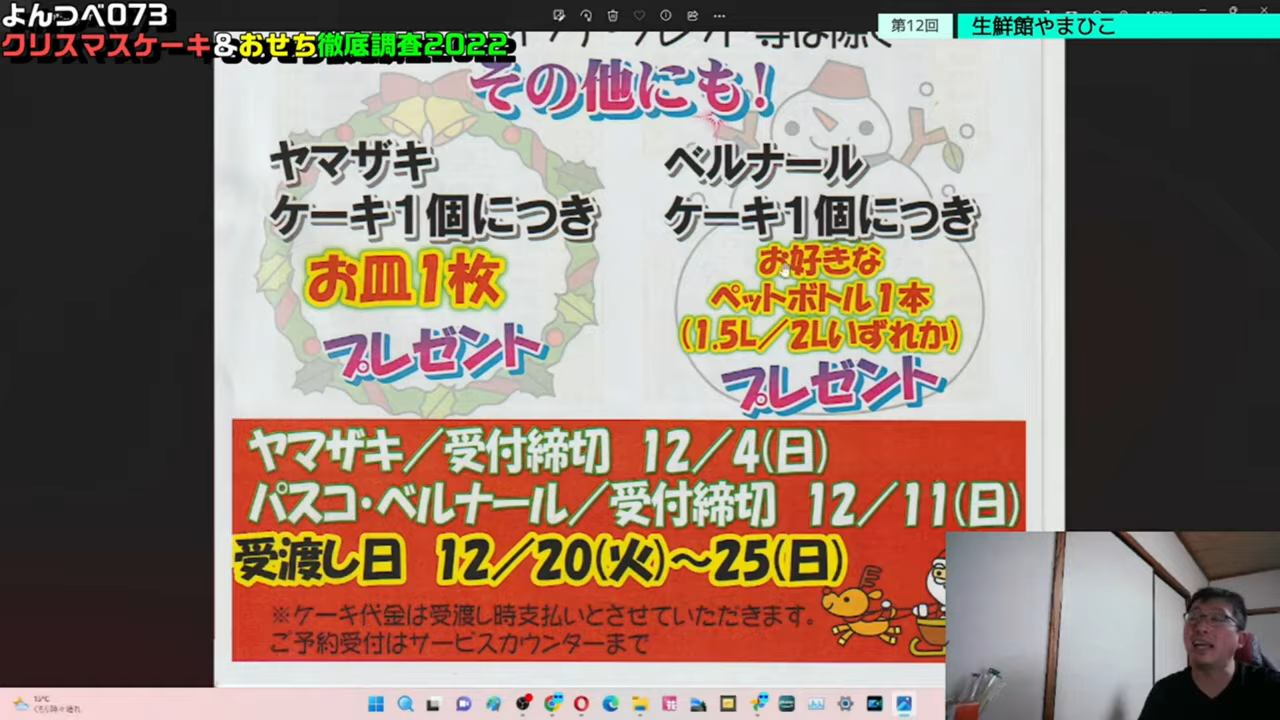 よんつべ073
クリスマスケーキ&おせち徹底調査2022
第12回
生鮮館やまひこ
その他にも!
ヤマザキ
ケーキ1個につき
お皿1枚
プレゼント
ベルナール
ケーキ1個につき
お好きな
ペットボトル1本
(1.5L/2Lいずれか)
プレゼント
ヤマザキ/受付締切 12/4(日)
パスコ・ベルナール/受付締切 12/11(日)
受渡し日 12/20(火)~25(日)
※ケーキ代金は受渡し時支払いとさせていただきます。
ご予約受付はサービスカウンターまで
15°C